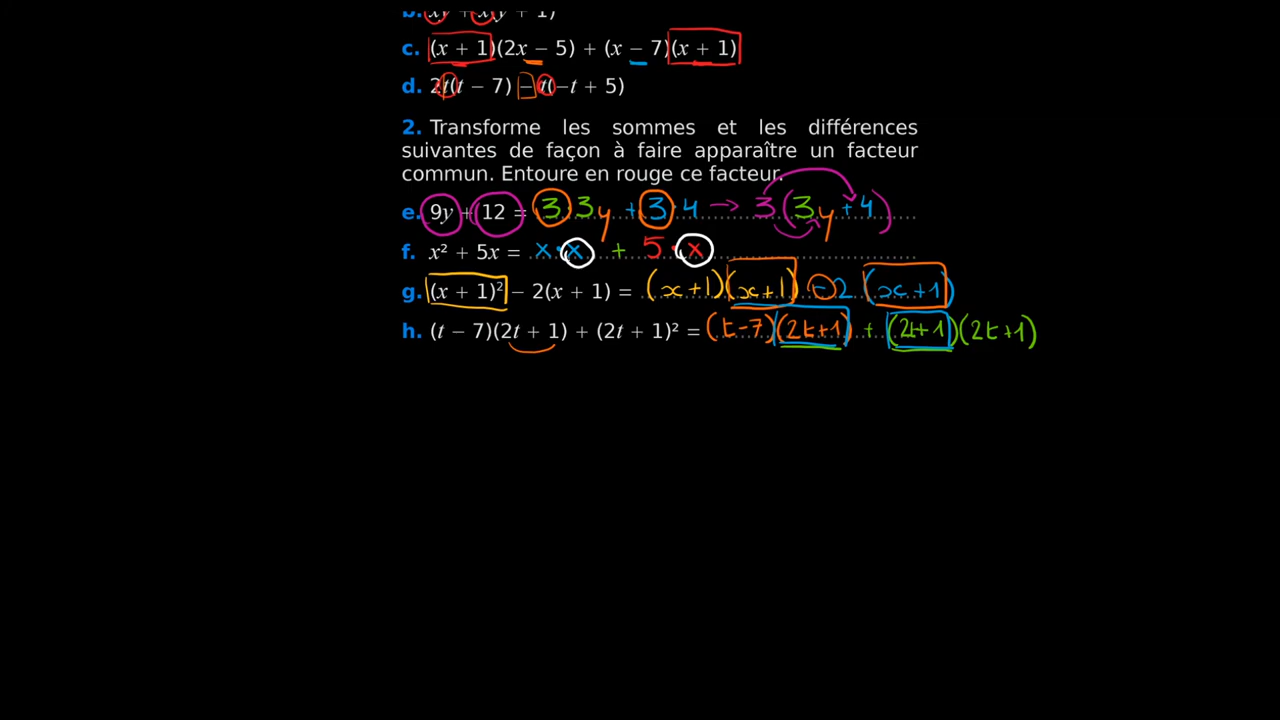 c. (x + 1)(2x − 5) + (x − 7)(x + 1)
d. 2t(t − 7) − t(−t + 5)
2. Transforme les sommes et les différences
suivantes de façon à faire apparaître un facteur
commun. Entoure en rouge ce facteur.
e. 9y + 12 = 3·3y + 3·4 → 3(3y + 4)
f. x² + 5x = x·x + 5·x
g. (x + 1)² − 2(x + 1) = (x+1)(x+1) − 2(x+1)
h. (t − 7)(2t + 1) + (2t + 1)² = (t−7)(2t+1) + (2t+1)(2t+1)